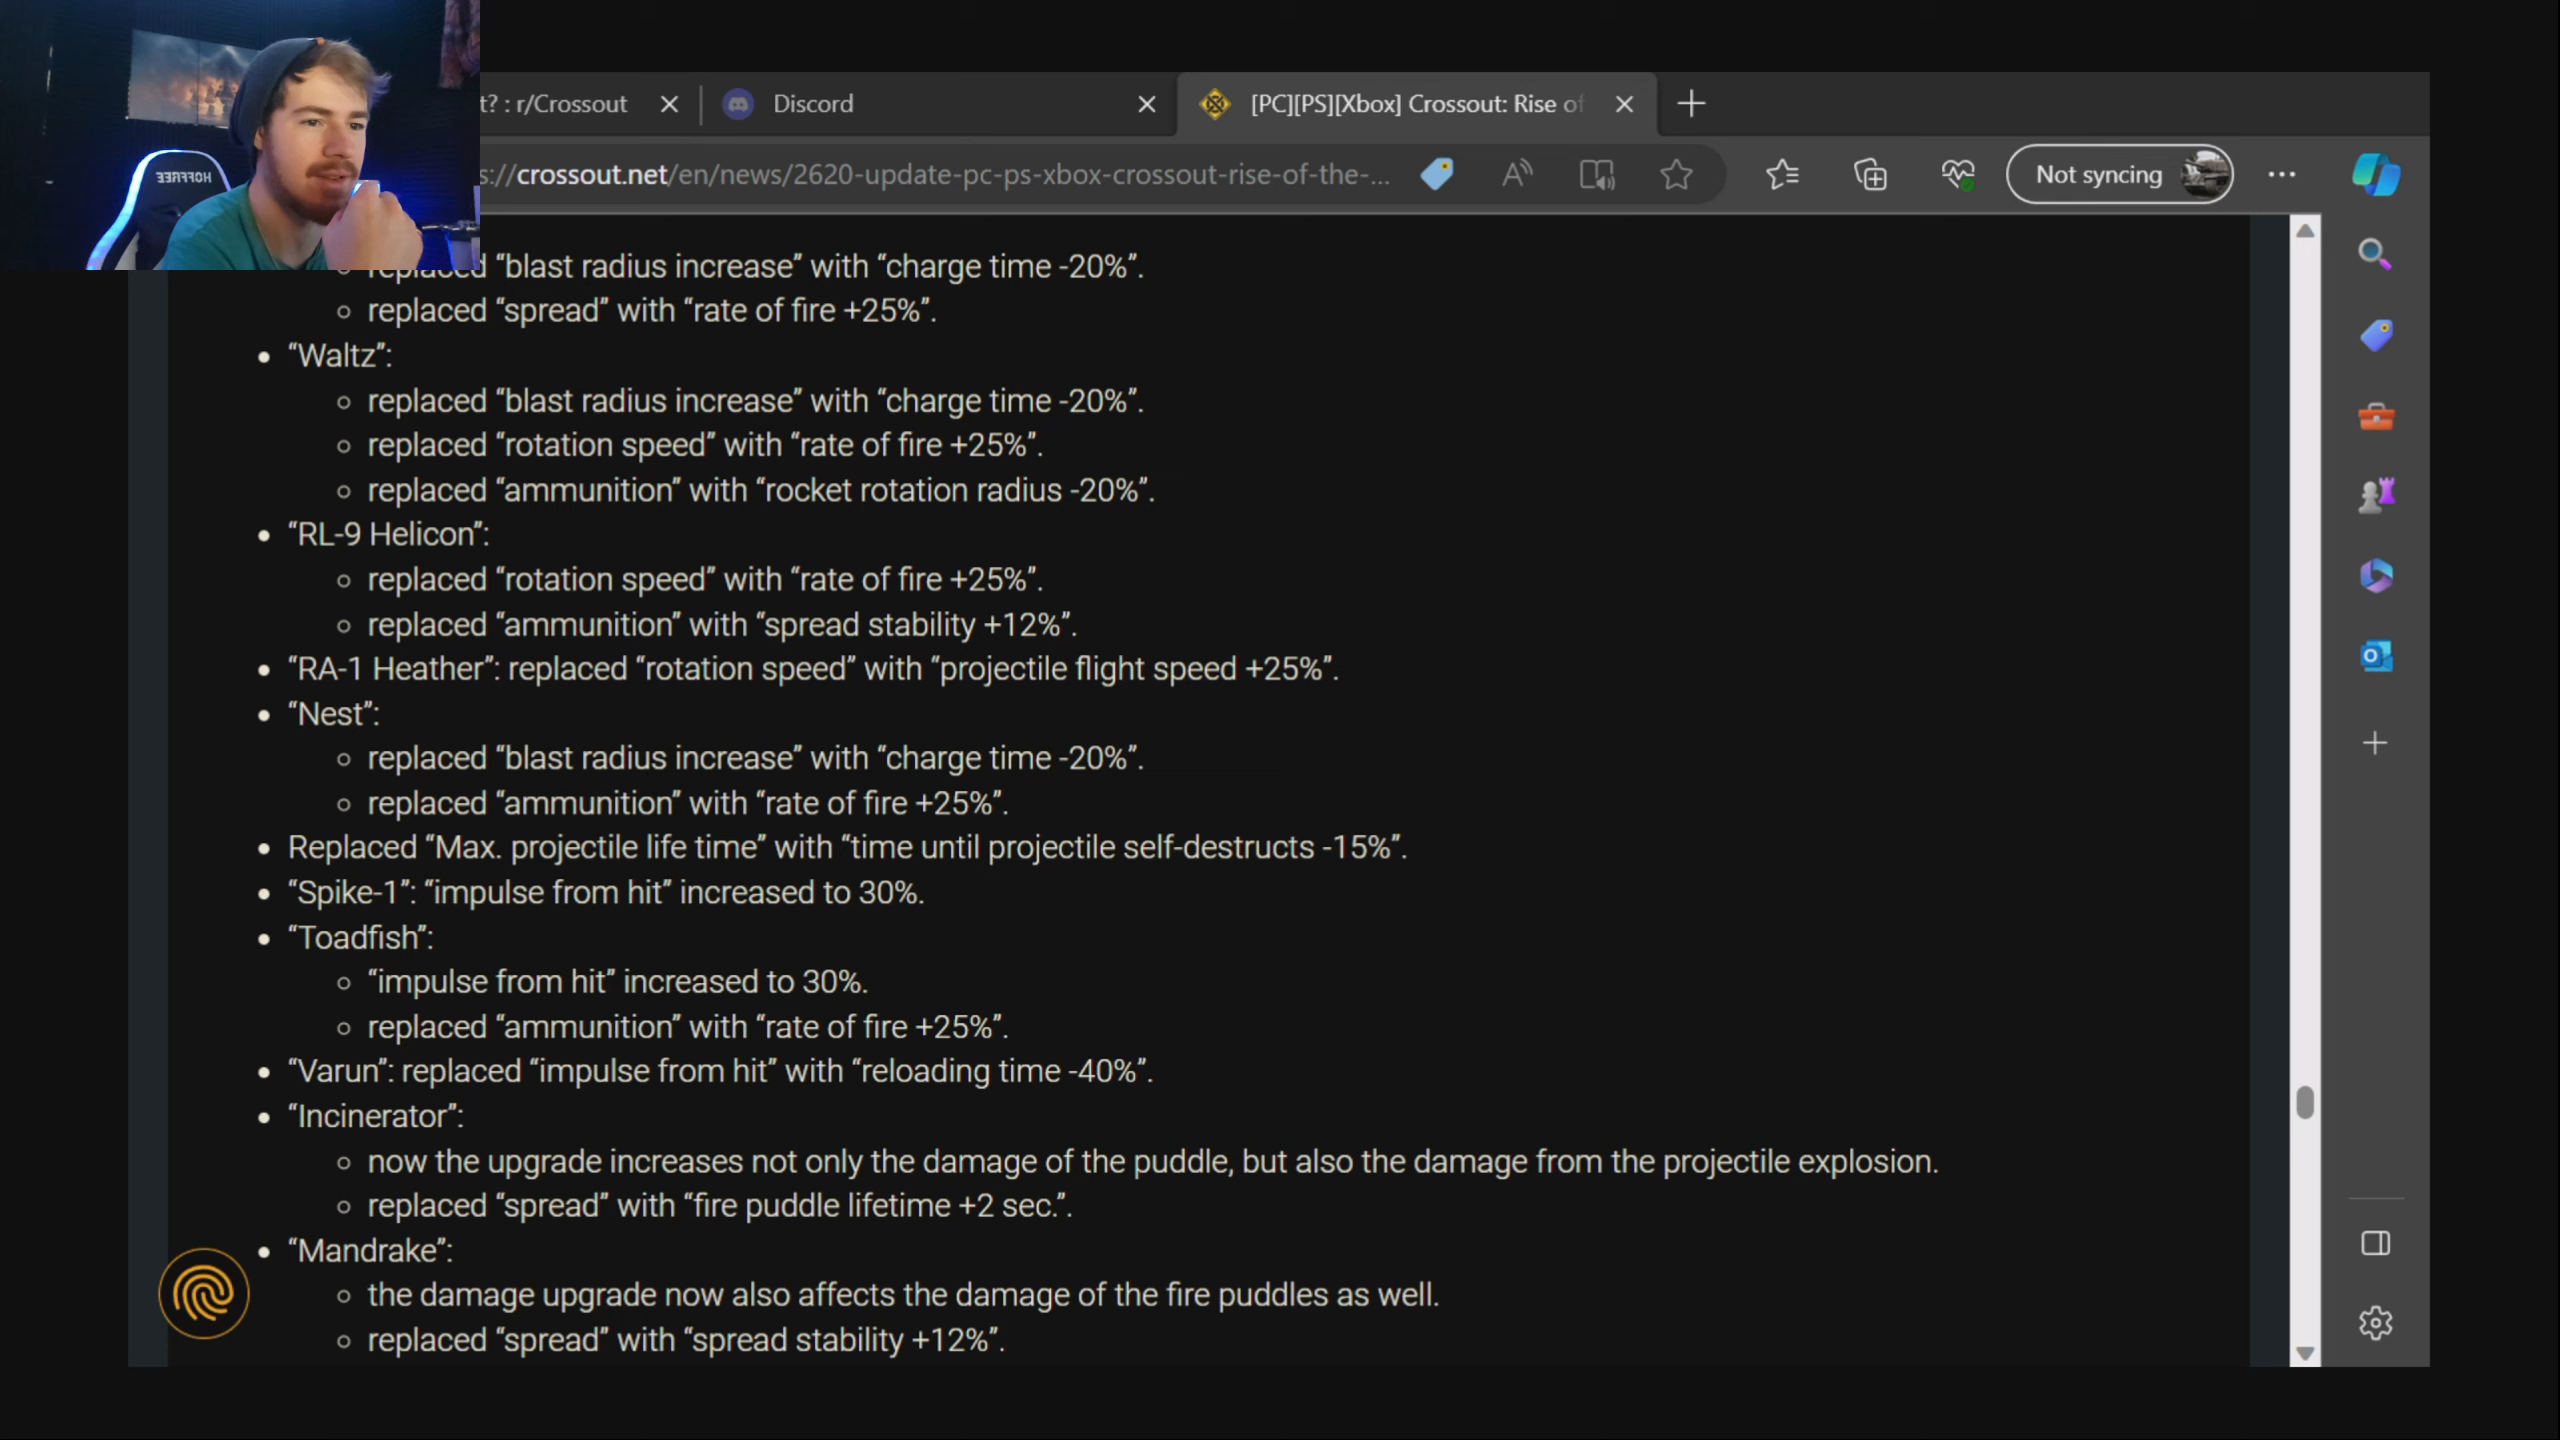 t? : r/Crossout
Discord
[PC][PS][Xbox] Crossout: Rise of
s://crossout.net/en/news/2620-update-pc-ps-xbox-crossout-rise-of-the-...
Not syncing
HOFFREE
replaced “blast radius increase” with “charge time -20%”.
replaced “spread” with “rate of fire +25%”.
“Waltz”:
replaced “blast radius increase” with “charge time -20%”.
replaced “rotation speed” with “rate of fire +25%”.
replaced “ammunition” with “rocket rotation radius -20%”.
“RL-9 Helicon”:
replaced “rotation speed” with “rate of fire +25%”.
replaced “ammunition” with “spread stability +12%”.
“RA-1 Heather”: replaced “rotation speed” with “projectile flight speed +25%”.
“Nest”:
replaced “blast radius increase” with “charge time -20%”.
replaced “ammunition” with “rate of fire +25%”.
Replaced “Max. projectile life time” with “time until projectile self-destructs -15%”.
“Spike-1”: “impulse from hit” increased to 30%.
“Toadfish”:
“impulse from hit” increased to 30%.
replaced “ammunition” with “rate of fire +25%”.
“Varun”: replaced “impulse from hit” with “reloading time -40%”.
“Incinerator”:
now the upgrade increases not only the damage of the puddle, but also the damage from the projectile explosion.
replaced “spread” with “fire puddle lifetime +2 sec.”.
“Mandrake”:
the damage upgrade now also affects the damage of the fire puddles as well.
replaced “spread” with “spread stability +12%”.